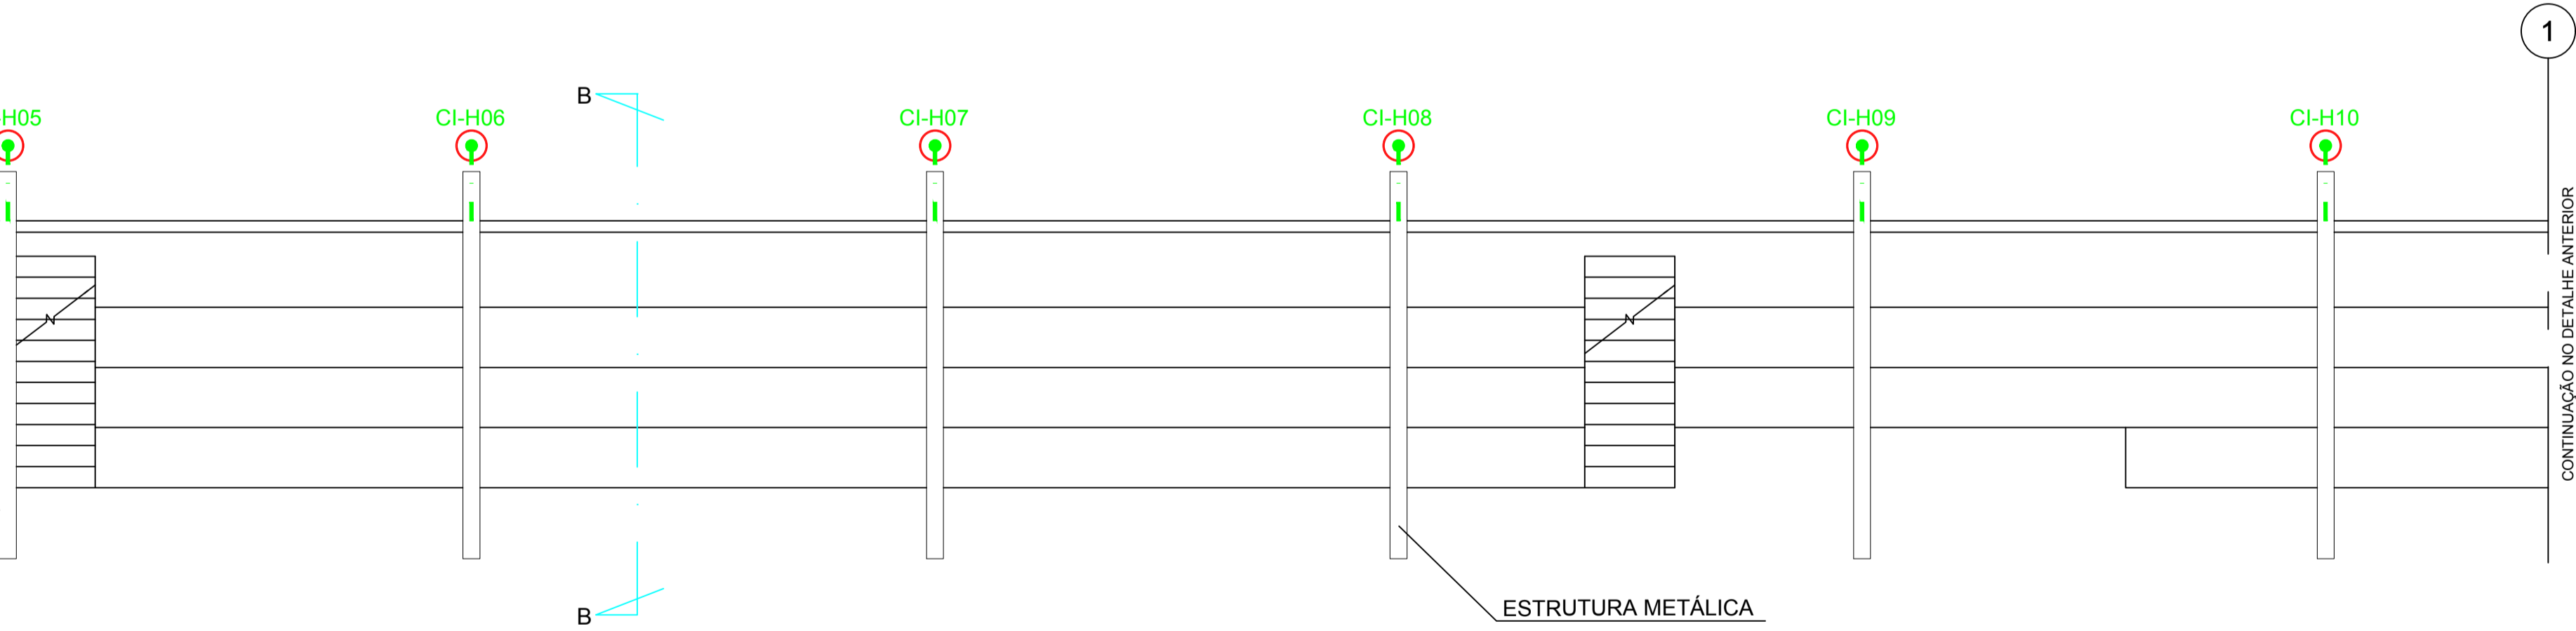 1
B
-H05
CI-H06
CI-H07
CI-H08
CI-H09
CI-H10
CONTINUAÇÃO NO DETALHE ANTERIOR
N
N
B
ESTRUTURA METÁLICA